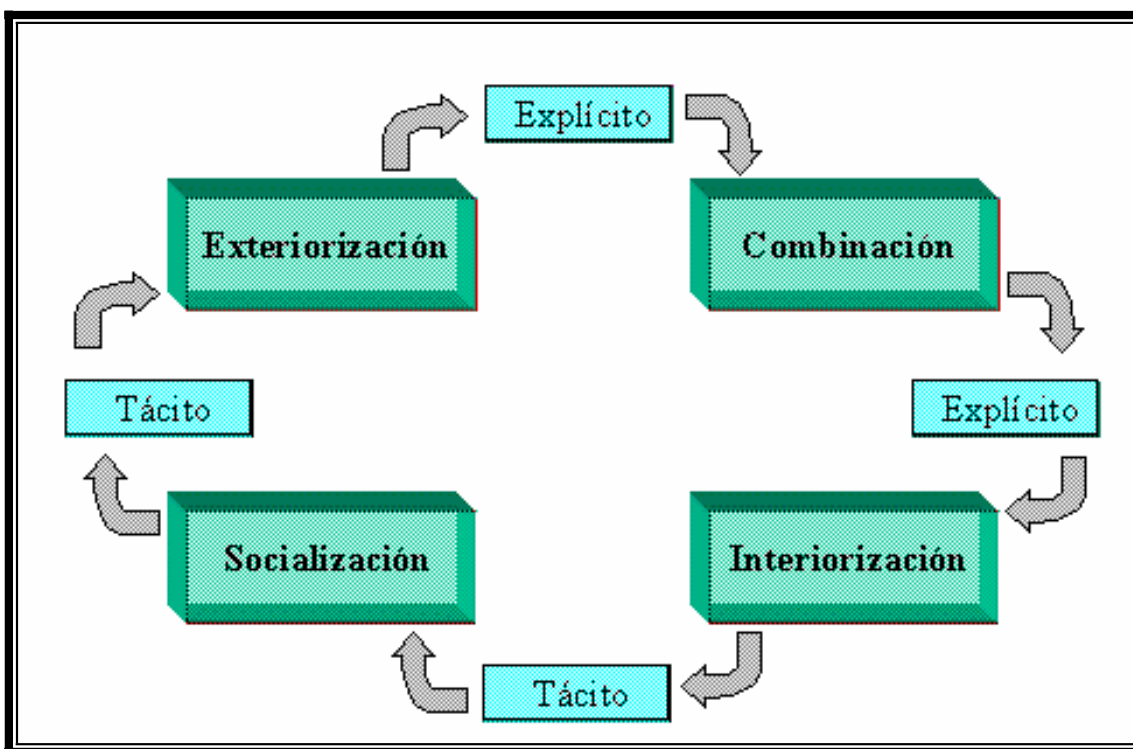 Explícito
Exteriorización
Combinación
Tácito
Explícito
Socialización
Interiorización
Tácito